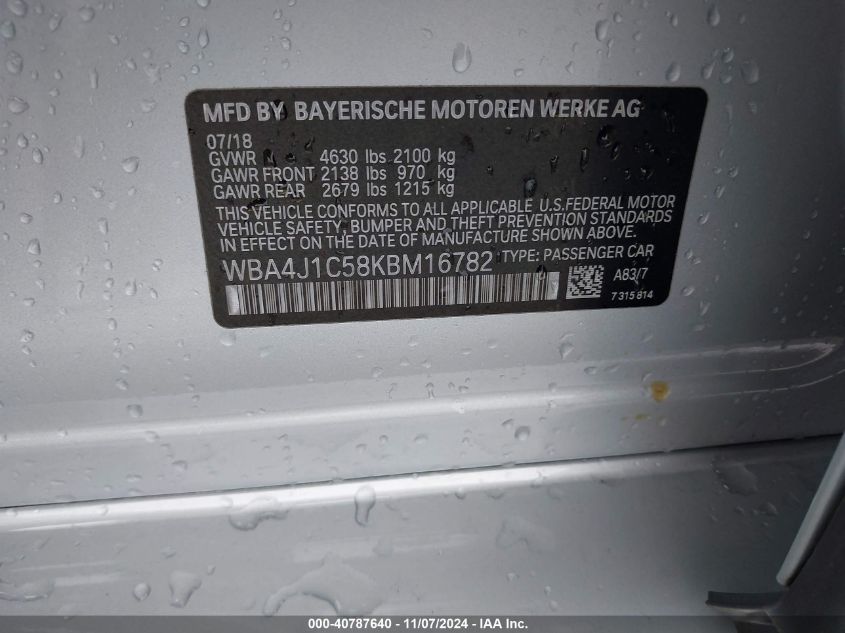 MFD BY BAYERISCHE MOTOREN WERKE AG
07/18
GVWR 4630 lbs 2100 kg
GAWR FRONT 2138 lbs 970 kg
GAWR REAR 2679 lbs 1215 kg
THIS VEHICLE CONFORMS TO ALL APPLICABLE U.S.FEDERAL MOTOR
VEHICLE SAFETY, BUMPER AND THEFT PREVENTION STANDARDS
IN EFFECT ON THE DATE OF MANUFACTURE SHOWN ABOVE.
WBA4J1C58KBM16782 TYPE: PASSENGER CAR
A83/7
7 315 814
000-40787640 - 11/07/2024 - IAA Inc.